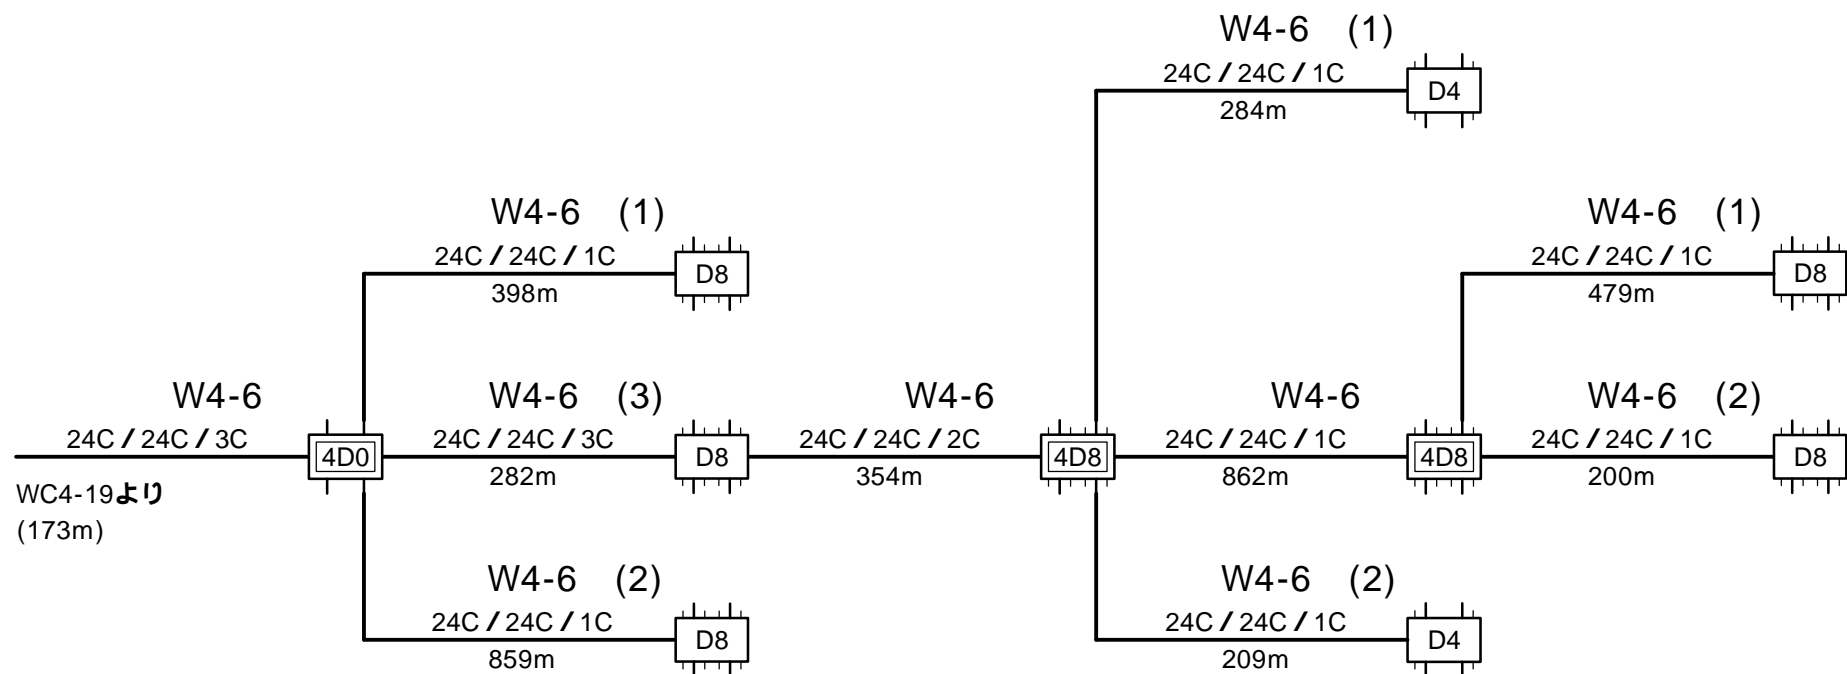 W4-6 (1)
24C / 24C / 1C
284m
D4
W4-6 (1)
24C / 24C / 1C
398m
D8
W4-6 (1)
24C / 24C / 1C
479m
D8
W4-6
24C / 24C / 3C
WC4-19より
(173m)
4D0
W4-6 (3)
24C / 24C / 3C
282m
D8
W4-6
24C / 24C / 2C
354m
4D8
W4-6
24C / 24C / 1C
862m
4D8
W4-6 (2)
24C / 24C / 1C
200m
D8
W4-6 (2)
24C / 24C / 1C
859m
D8
W4-6 (2)
24C / 24C / 1C
209m
D4